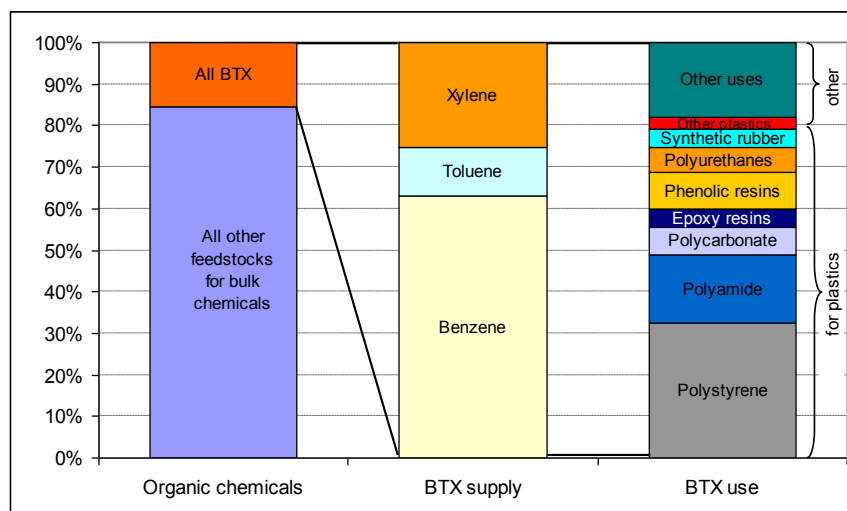 100%
90%
80%
70%
60%
50%
40%
30%
20%
10%
0%
All BTX
All other
feedstocks
for bulk
chemicals
Xylene
Toluene
Benzene
Other uses
Other plastics
Synthetic rubber
Polyurethanes
Phenolic resins
Epoxy resins
Polycarbonate
Polyamide
Polystyrene
other
for plastics
Organic chemicals
BTX supply
BTX use